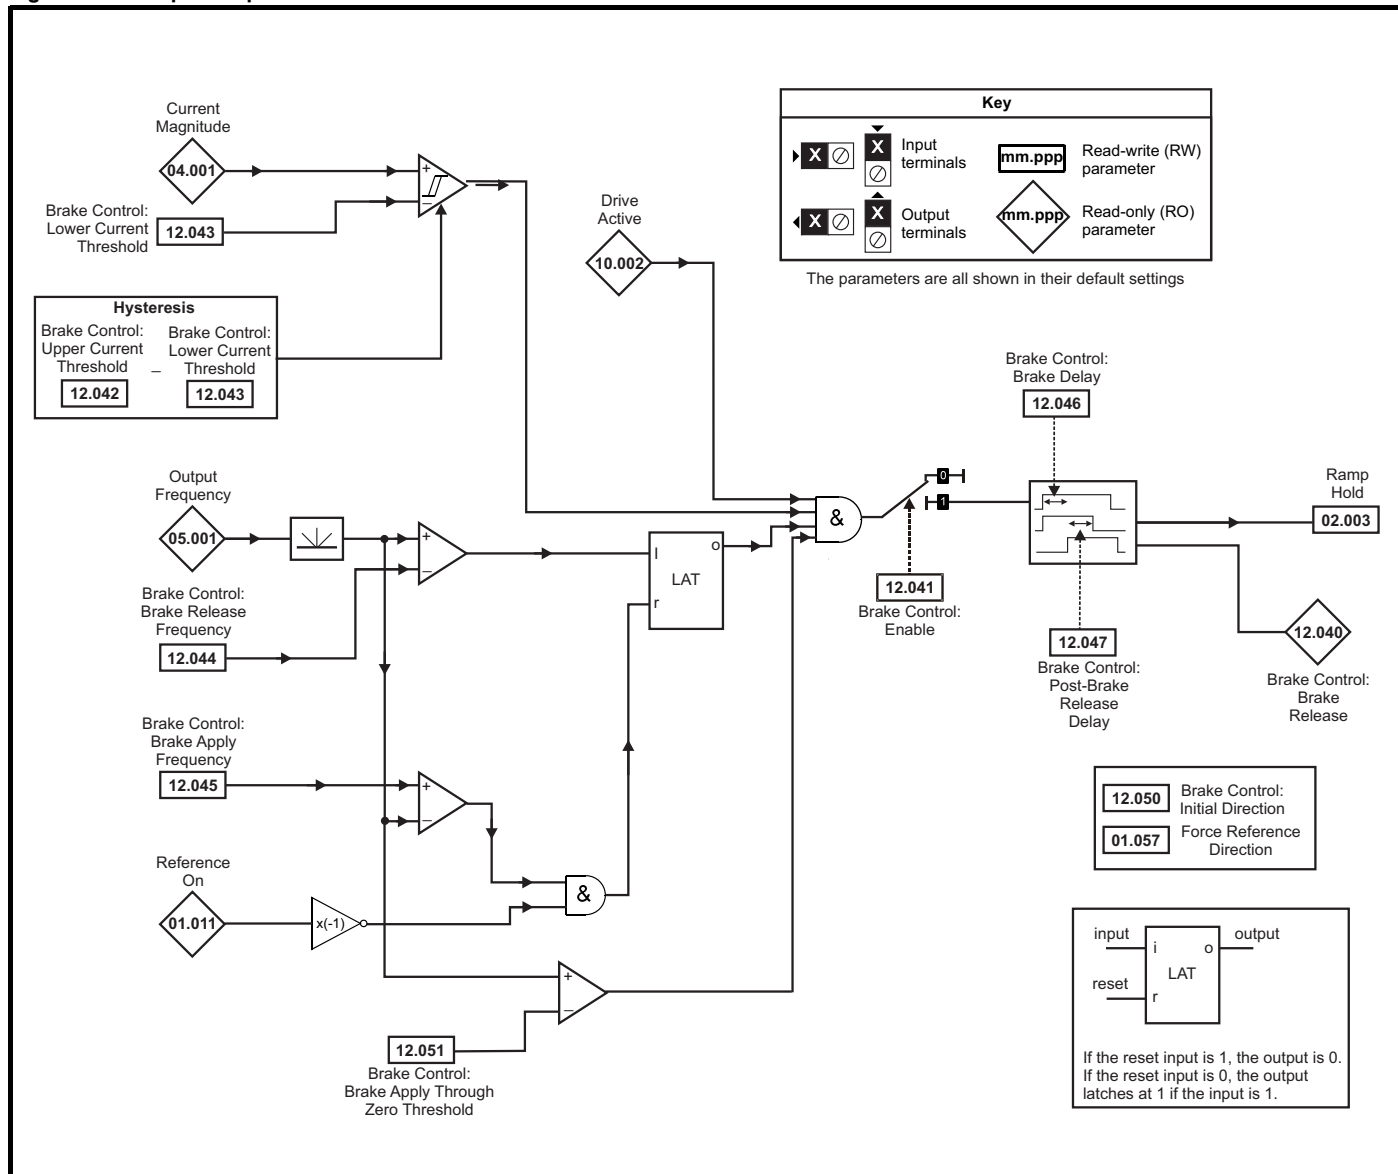 Current
Magnitude
04.001
Brake Control:
Lower Current
Threshold
12.043
+
−
Hysteresis
Brake Control:
Upper Current
Threshold
12.042
–
Brake Control:
Lower Current
Threshold
12.043
Drive
Active
10.002
Key
X
X
Input
terminals
mm.ppp
Read-write (RW)
parameter
X
X
Output
terminals
mm.ppp
Read-only (RO)
parameter
The parameters are all shown in their default settings
Output
Frequency
05.001
+
−
Brake Control:
Brake Release
Frequency
12.044
I
o
LAT
r
&
0
1
12.041
Brake Control:
Enable
Brake Control:
Brake Delay
12.046
12.047
Brake Control:
Post-Brake
Release
Delay
Ramp
Hold
02.003
12.040
Brake Control:
Brake
Release
Brake Control:
Brake Apply
Frequency
12.045
+
−
Reference
On
01.011
x(-1)
&
+
−
12.051
Brake Control:
Brake Apply Through
Zero Threshold
12.050
Brake Control:
Initial Direction
01.057
Force Reference
Direction
input
i
o
output
LAT
reset
r
If the reset input is 1, the output is 0.
If the reset input is 0, the output
latches at 1 if the input is 1.